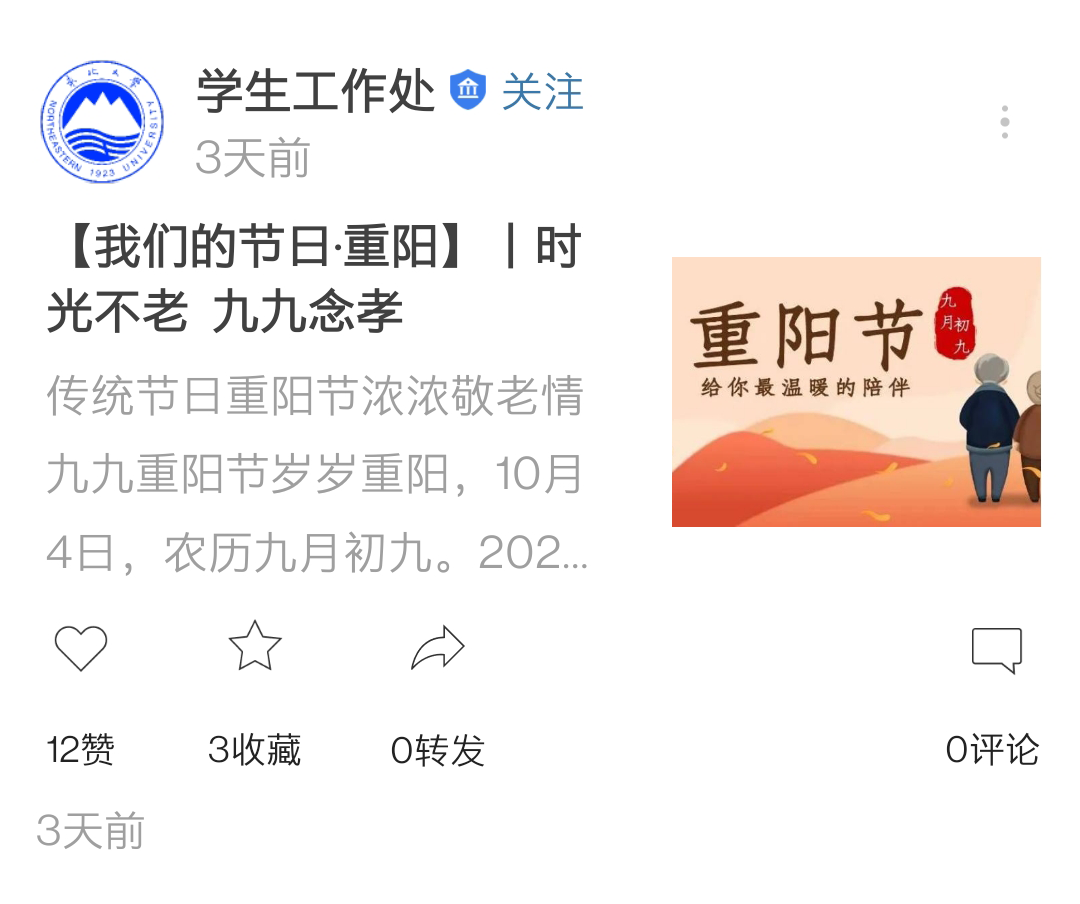 东北大学
NORTHEASTERN 1923 UNIVERSITY
学生工作处
关注
3天前
【我们的节日·重阳】｜时
光不老 九九念孝
传统节日重阳节浓浓敬老情
九九重阳节岁岁重阳，10月
4日，农历九月初九。202...
重阳节
九月初九
给你最温暖的陪伴
12赞
3收藏
0转发
0评论
3天前